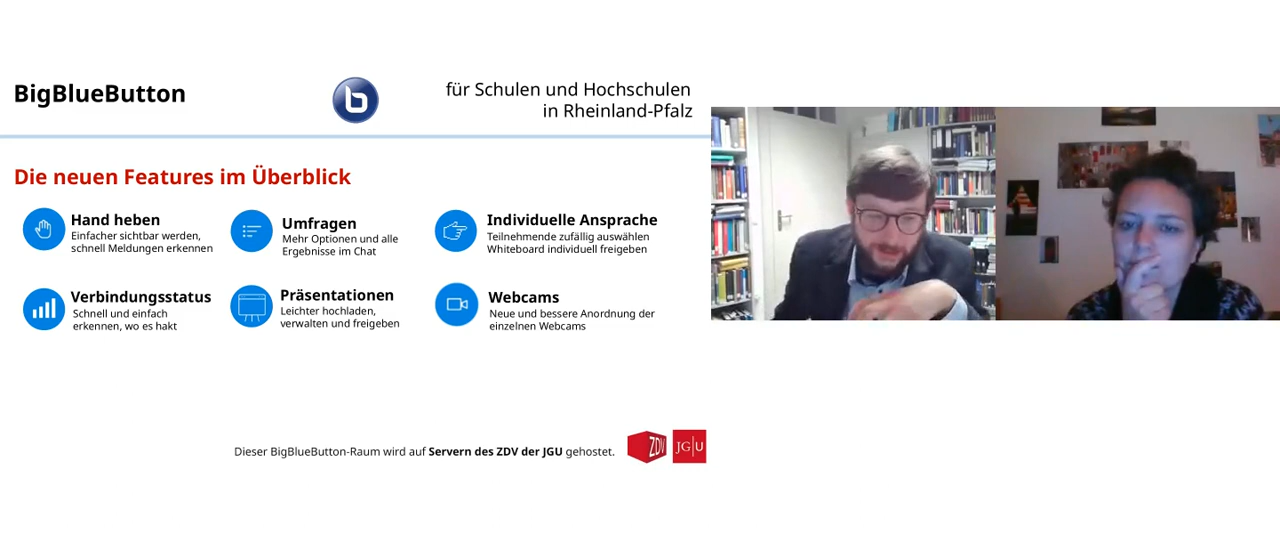 BigBlueButton
für Schulen und Hochschulen
in Rheinland-Pfalz
Die neuen Features im Überblick
Hand heben
Einfacher sichtbar werden,
schnell Meldungen erkennen
Umfragen
Mehr Optionen und alle
Ergebnisse im Chat
Individuelle Ansprache
Teilnehmende zufällig auswählen
Whiteboard individuell freigeben
Verbindungsstatus
Schnell und einfach
erkennen, wo es hakt
Präsentationen
Leichter hochladen,
verwalten und freigeben
Webcams
Neue und bessere Anordnung der
einzelnen Webcams
Dieser BigBlueButton-Raum wird auf Servern des ZDV der JGU gehostet.
ZDV
JG|U